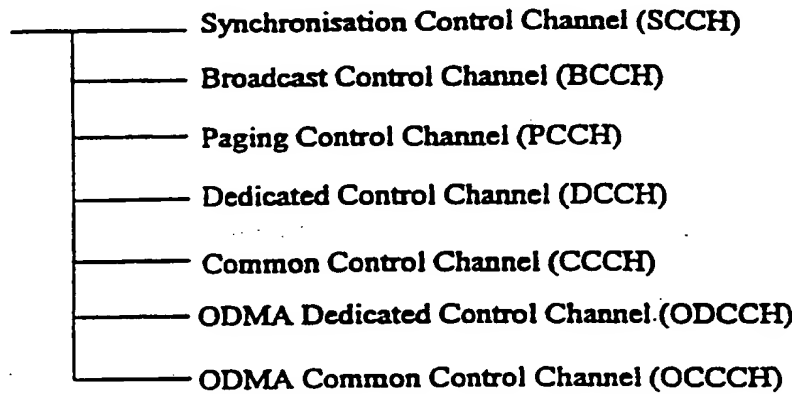 Synchronisation Control Channel (SCCH)
Broadcast Control Channel (BCCH)
Paging Control Channel (PCCH)
Dedicated Control Channel (DCCH)
Common Control Channel (CCCH)
ODMA Dedicated Control Channel (ODCCH)
ODMA Common Control Channel (OCCCH)